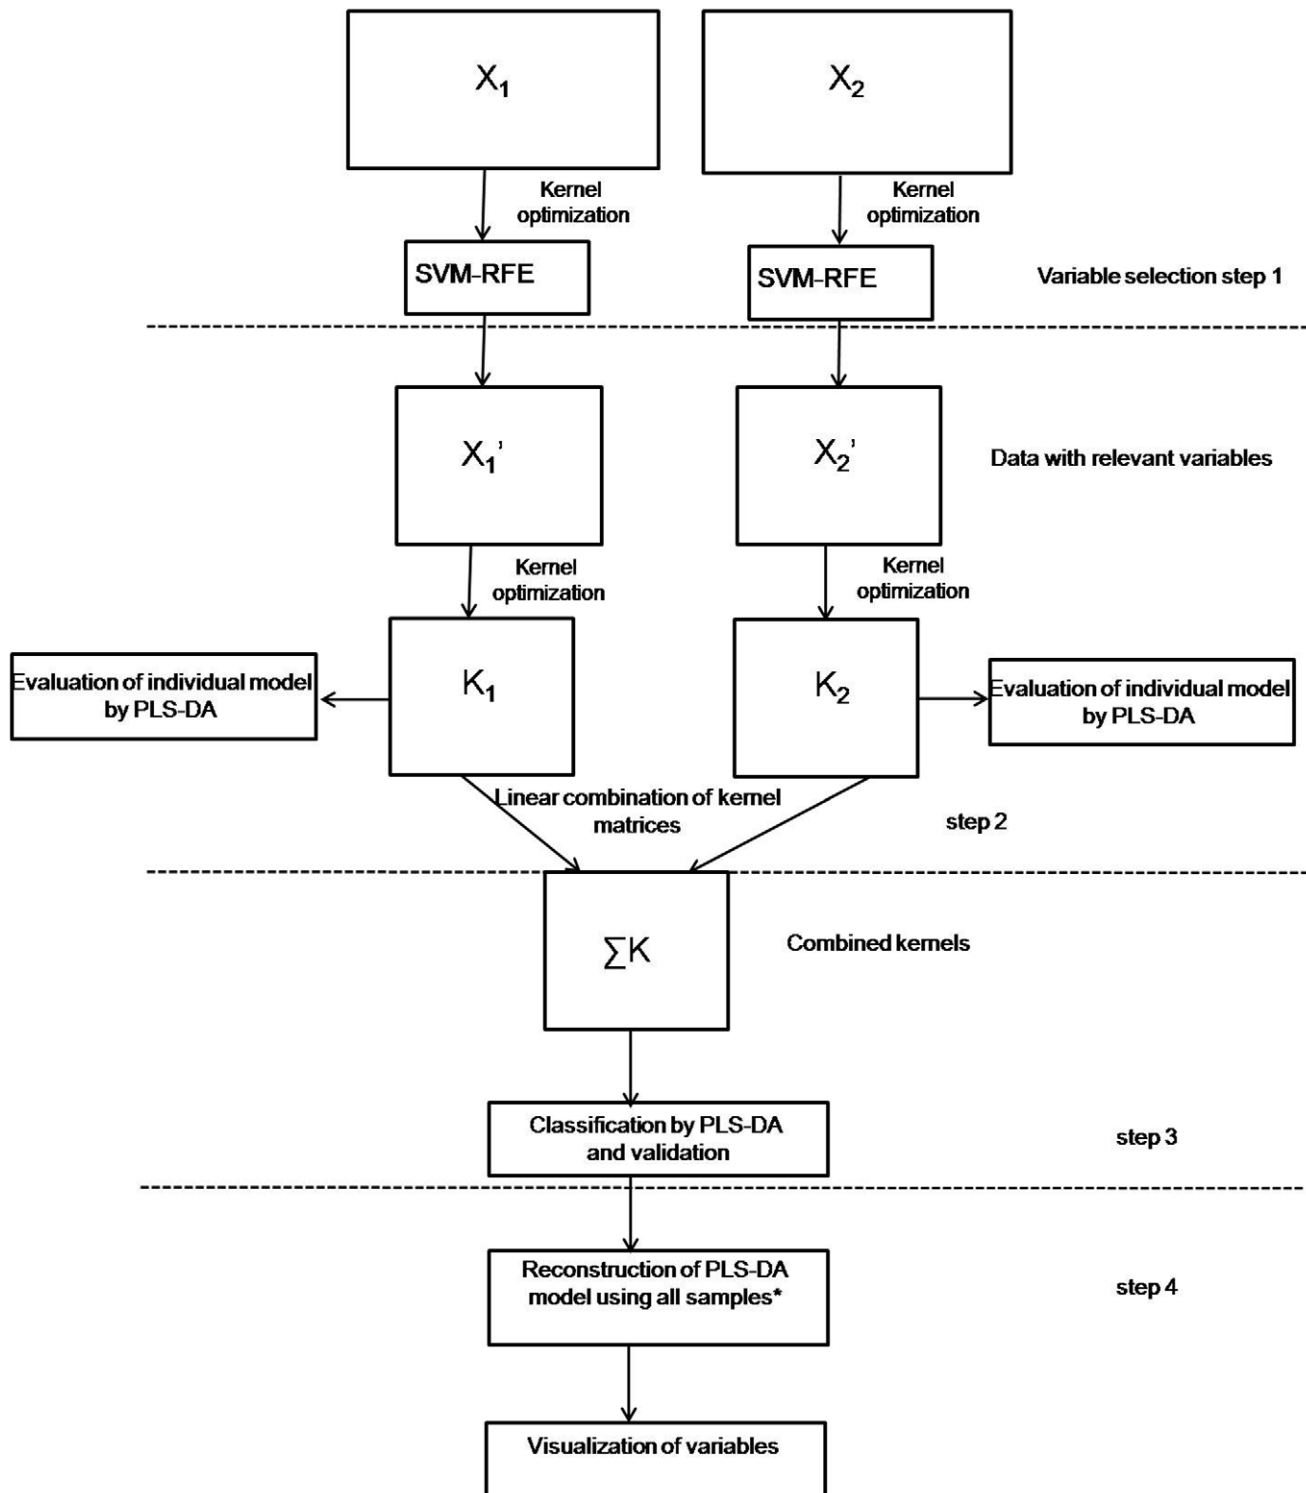 X₁
X₂
Kernel
optimization
Kernel
optimization
SVM-RFE
SVM-RFE
Variable selection step 1
X₁’
X₂’
Data with relevant variables
Kernel
optimization
Kernel
optimization
K₁
K₂
Evaluation of individual model
by PLS-DA
Evaluation of individual model
by PLS-DA
Linear combination of kernel
matrices
step 2
∑K
Combined kernels
Classification by PLS-DA
and validation
step 3
Reconstruction of PLS-DA
model using all samples*
step 4
Visualization of variables